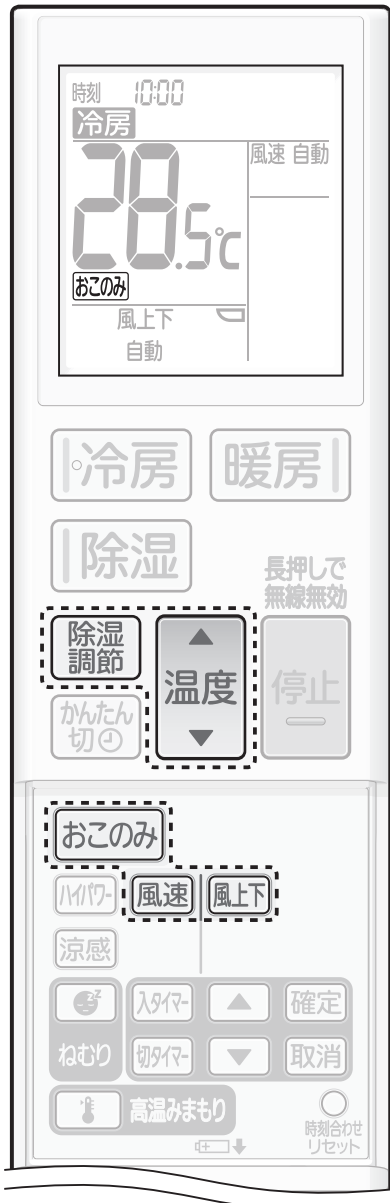 時刻 10:00
冷房
28.5℃
風速 自動
おこのみ
風上下
自動
冷房 暖房
除湿
長押しで
無線無効
除湿
調節
温度
停止
かんたん
切
おこのみ
ハイパワー 風速 風上下
涼感
入タイマー 確定
ねむり 切タイマー 取消
高温みまもり
時刻合わせ
リセット